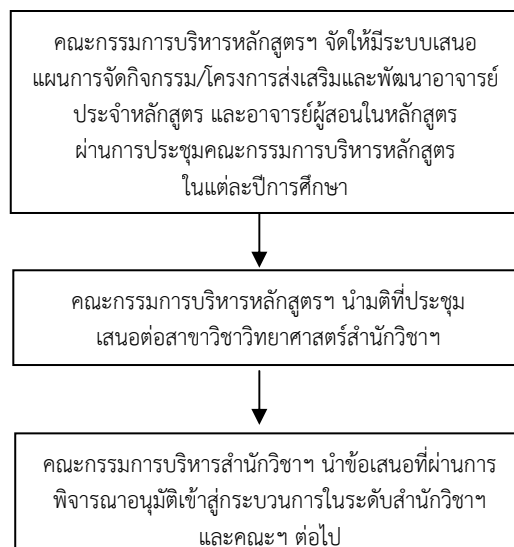 คณะกรรมการบริหารหลักสูตรฯ จัดให้มีระบบเสนอ
แผนการจัดกิจกรรม/โครงการส่งเสริมและพัฒนาอาจารย์
ประจำหลักสูตร และอาจารย์ผู้สอนในหลักสูตร
ผ่านการประชุมคณะกรรมการบริหารหลักสูตร
ในแต่ละปีการศึกษา
คณะกรรมการบริหารหลักสูตรฯ นำมติที่ประชุม
เสนอต่อสาขาวิชาวิทยาศาสตร์สำนักวิชาฯ
คณะกรรมการบริหารสำนักวิชาฯ นำข้อเสนอที่ผ่านการ
พิจารณาอนุมัติเข้าสู่กระบวนการในระดับสำนักวิชาฯ
และคณะฯ ต่อไป